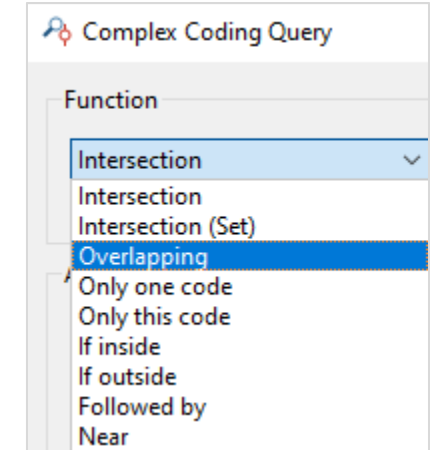 Complex Coding Query
Function
Intersection
Intersection
Intersection (Set)
Overlapping
Only one code
Only this code
If inside
If outside
Followed by
Near